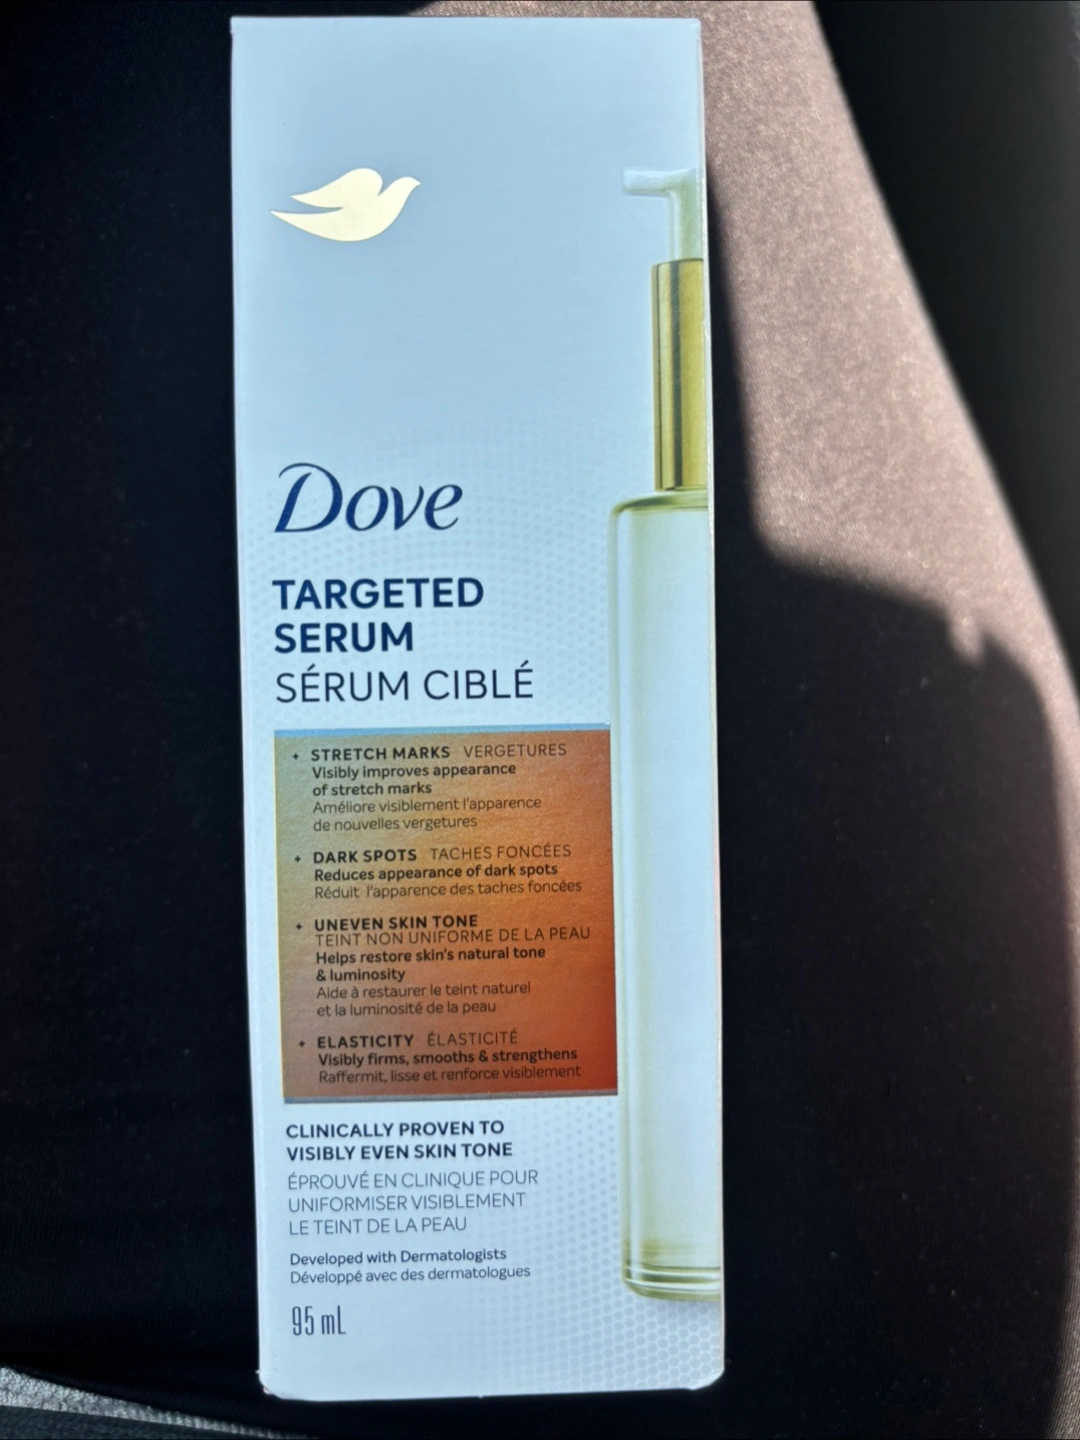 Dove
TARGETED
SERUM
SÉRUM CIBLÉ
+ STRETCH MARKS VERGETURES
Visibly improves appearance
of stretch marks
Améliore visiblement l'apparence
de nouvelles vergetures
+ DARK SPOTS TACHES FONCÉES
Reduces appearance of dark spots
Réduit l'apparence des taches foncées
+ UNEVEN SKIN TONE
TEINT NON UNIFORME DE LA PEAU
Helps restore skin's natural tone
& luminosity
Aide à restaurer le teint naturel
et la luminosité de la peau
+ ELASTICITY ÉLASTICITÉ
Visibly firms, smooths & strengthens
Raffermit, lisse et renforce visiblement
CLINICALLY PROVEN TO
VISIBLY EVEN SKIN TONE
ÉPROUVÉ EN CLINIQUE POUR
UNIFORMISER VISIBLEMENT
LE TEINT DE LA PEAU
Developed with Dermatologists
Développé avec des dermatologues
95 mL